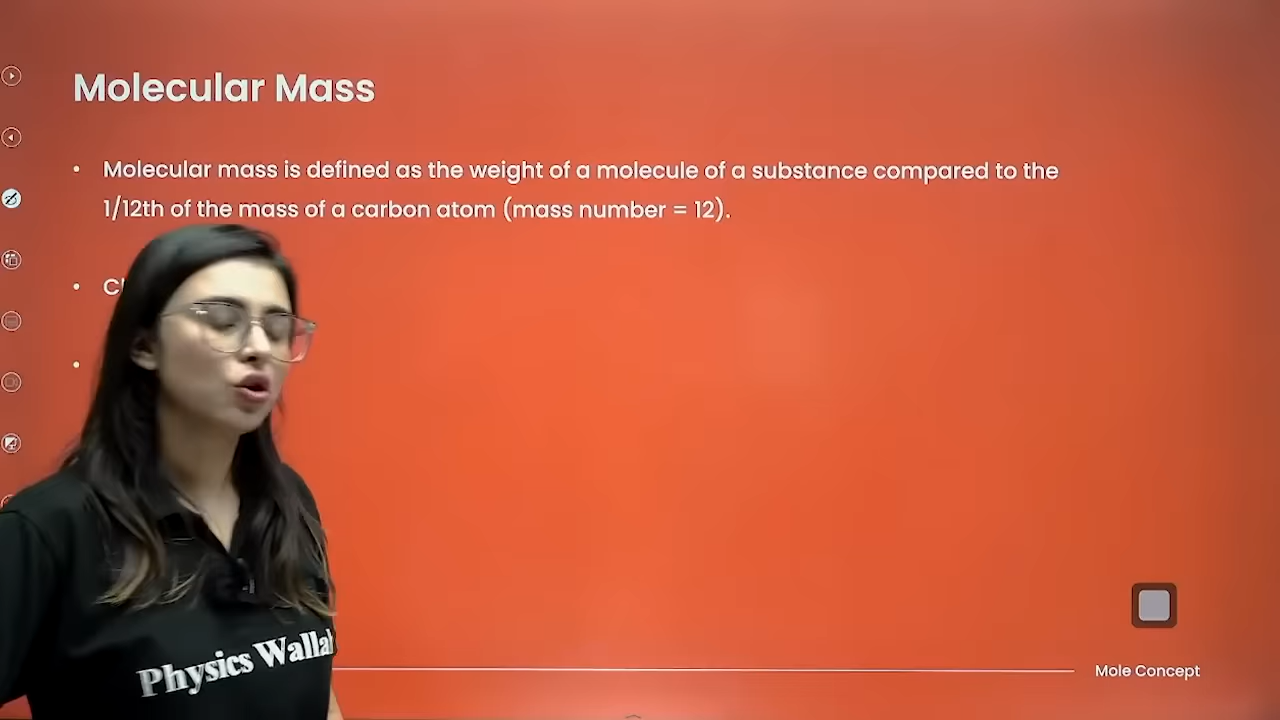 Molecular Mass
• Molecular mass is defined as the weight of a molecule of a substance compared to the
1/12th of the mass of a carbon atom (mass number = 12).
Physics Wallah
Mole Concept